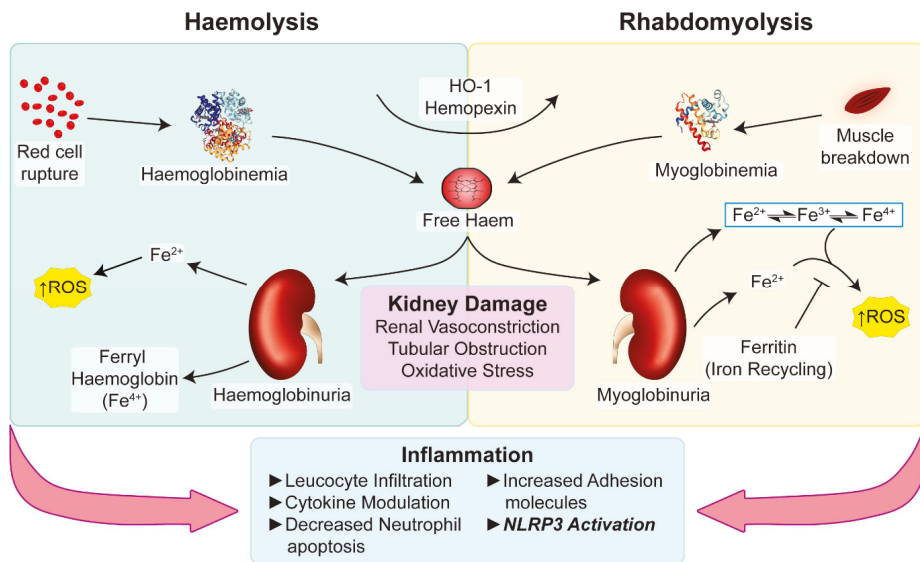 Haemolysis
Rhabdomyolysis
Red cell
rupture
Haemoglobinemia
HO-1
Hemopexin
Myoglobinemia
Muscle
breakdown
Free Haem
↑ROS
Fe²⁺
Ferryl
Haemoglobin
(Fe⁴⁺)
Haemoglobinuria
Kidney Damage
Renal Vasoconstriction
Tubular Obstruction
Oxidative Stress
Myoglobinuria
Fe²⁺ ⇌ Fe³⁺ ⇌ Fe⁴⁺
Fe²⁺
↑ROS
Ferritin
(Iron Recycling)
Inflammation
►Leucocyte Infiltration
►Cytokine Modulation
►Decreased Neutrophil
apoptosis
►Increased Adhesion
molecules
►NLRP3 Activation